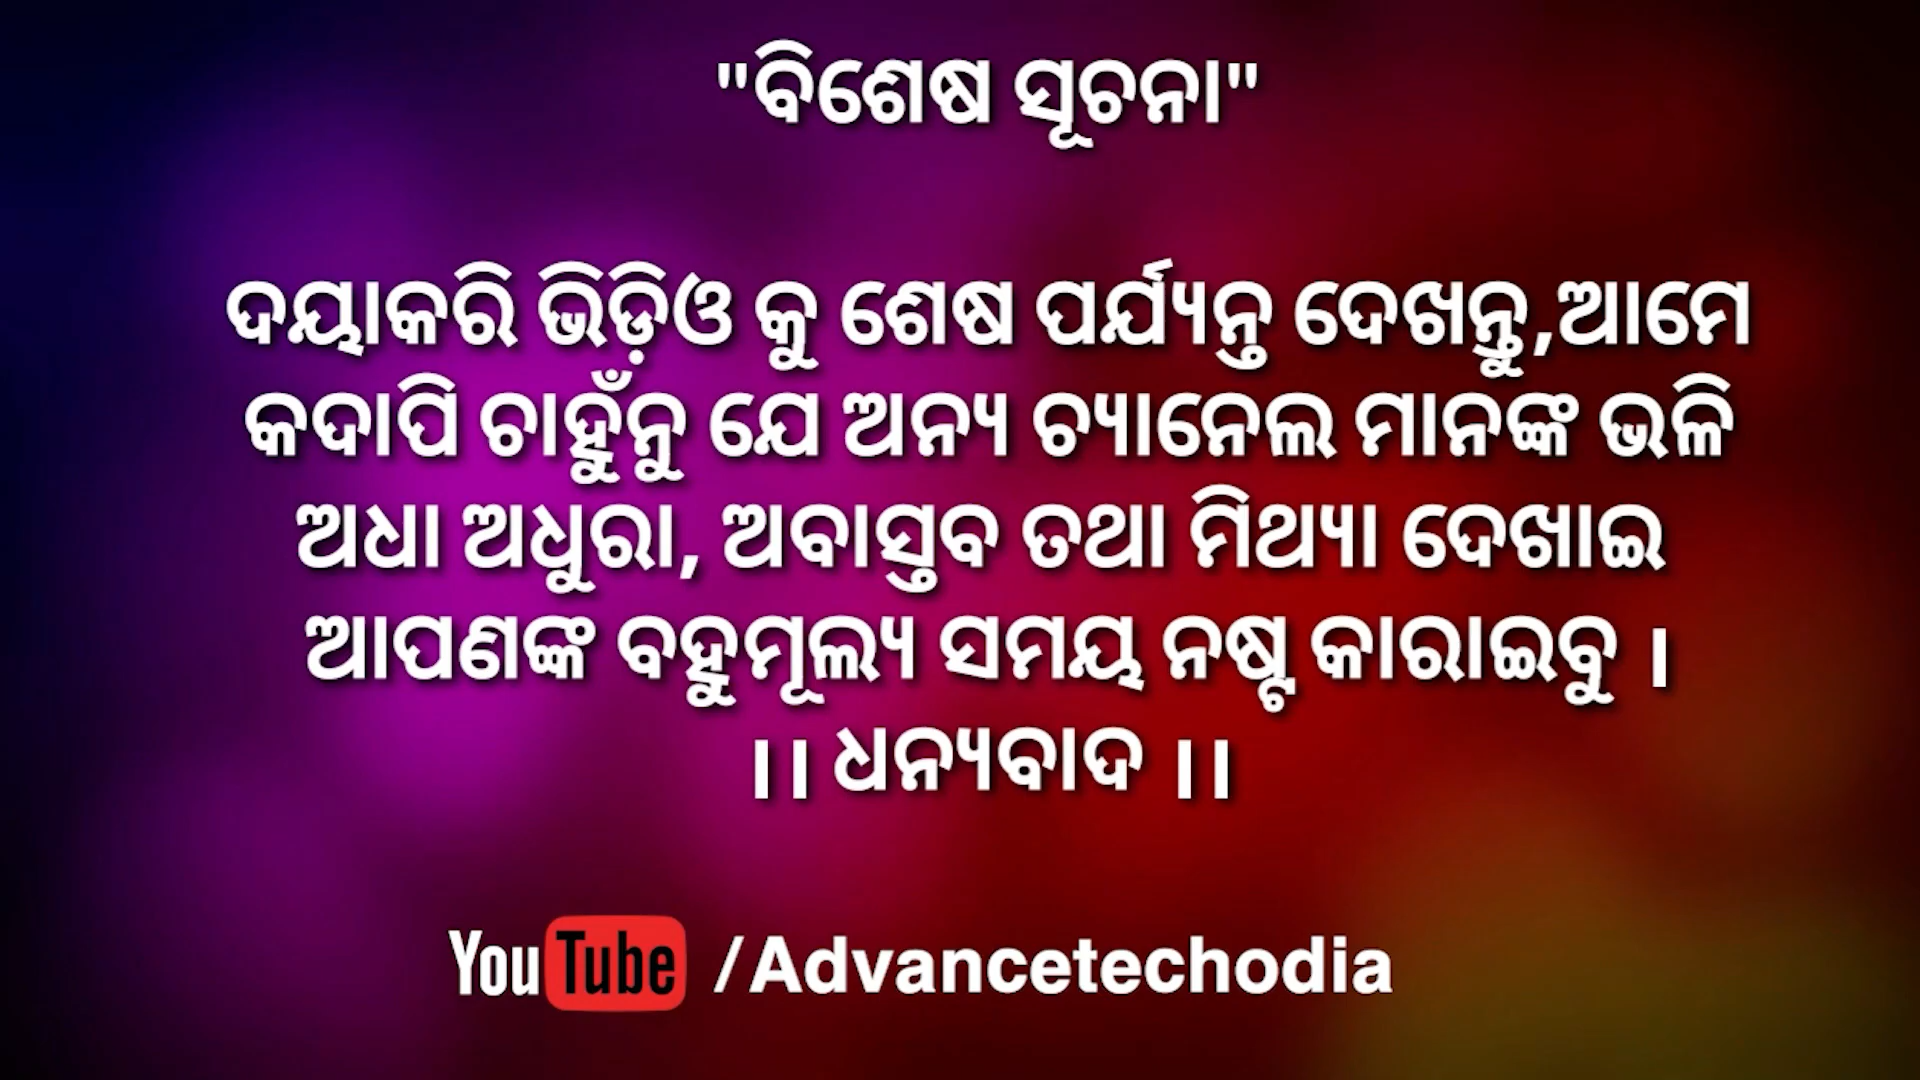 "ବିଶେଷ ସୂଚନା"
ଦୟାକରି ଭିଡ଼ିଓ କୁ ଶେଷ ପର୍ଯ୍ୟନ୍ତ ଦେଖନ୍ତୁ,ଆମେ
କଦାପି ଚାହୁଁନୁ ଯେ ଅନ୍ୟ ଚ୍ୟାନେଲ ମାନଙ୍କ ଭଳି
ଅଧା ଅଧୁରା, ଅବାସ୍ତବ ତଥା ମିଥ୍ୟା ଦେଖାଇ
ଆପଣଙ୍କ ବହୁମୂଲ୍ୟ ସମୟ ନଷ୍ଟ କାରାଇବୁ ।
।। ଧନ୍ୟବାଦ ।।
YouTube /Advancetechodia